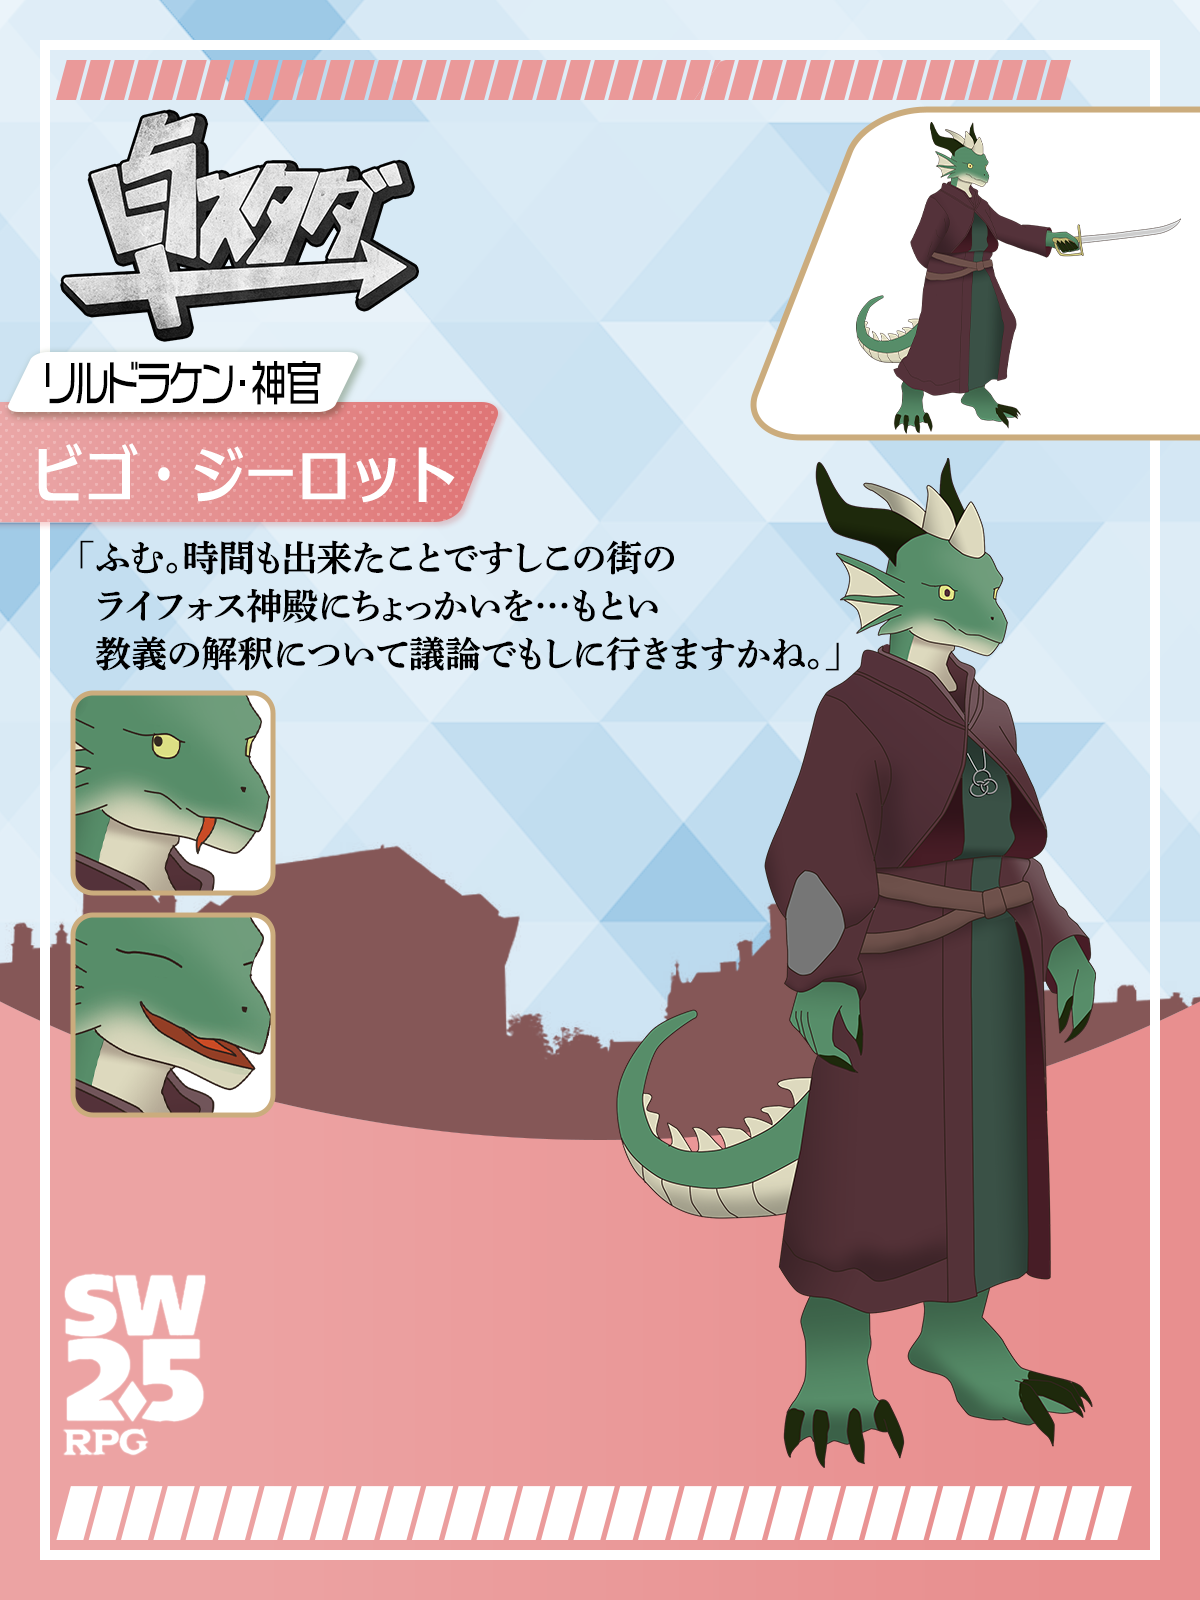 トラスタダ
リルドラケン・神官
ビゴ・ジーロット
「ふむ。時間も出来たことですしこの街の
ライフォス神殿にちょっかいを…もとい
教義の解釈について議論でもしに行きますかね。」
SW
2.5
RPG